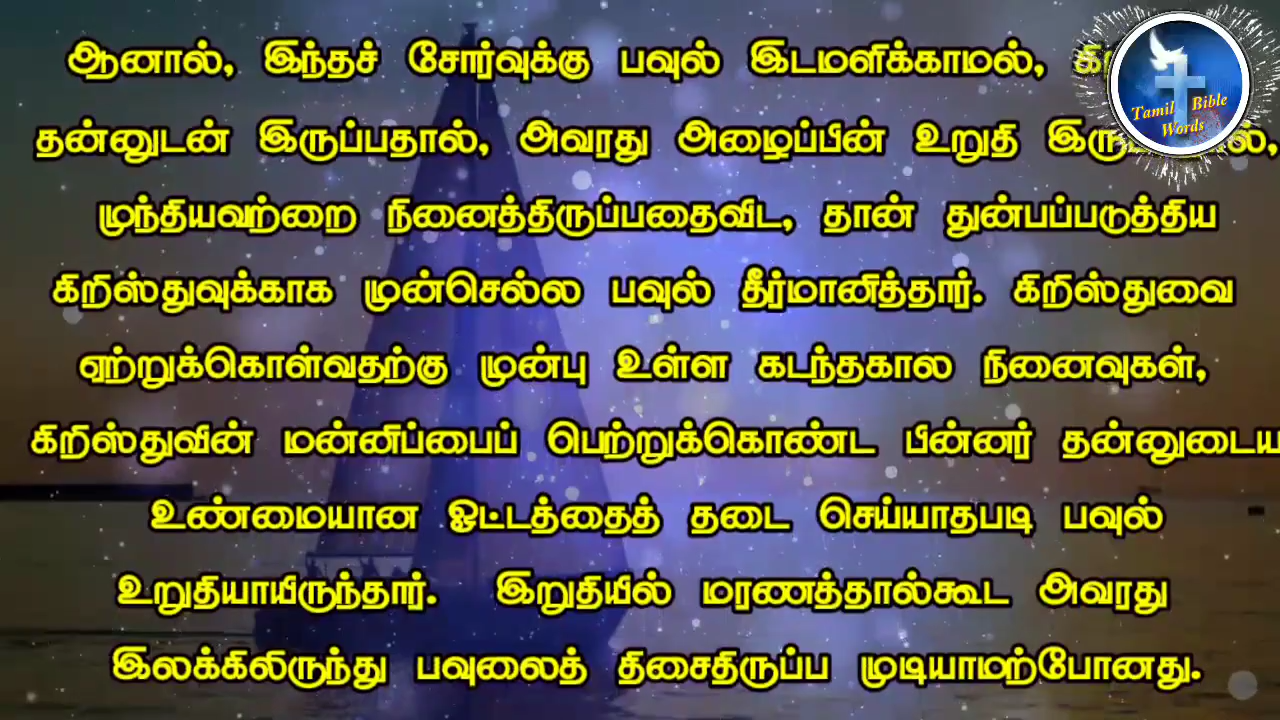 ஆனால், இந்தச் சோர்வுக்கு பவுல் இடமளிக்காமல்,
தன்னுடன் இருப்பதால், அவரது அழைப்பின் உறுதி
முந்தியவற்றை நினைத்திருப்பதைவிட, தான் துன்பப்படுத்திய
கிறிஸ்துவுக்காக முன்செல்ல பவுல் தீர்மானித்தார். கிறிஸ்துவை
ஏற்றுக்கொள்வதற்கு முன்பு உள்ள கடந்தகால நினைவுகள்,
கிறிஸ்துவின் மன்னிப்பைப் பெற்றுக்கொண்ட பின்னர் தன்னுடைய
உண்மையான ஓட்டத்தைத் தடை செய்யாதபடி பவுல்
உறுதியாயிருந்தார். இறுதியில் மரணத்தால்கூட அவரது
இலக்கிலிருந்து பவுலைத் திசைதிருப்ப முடியாமற்போனது.
Tamil Bible
Words